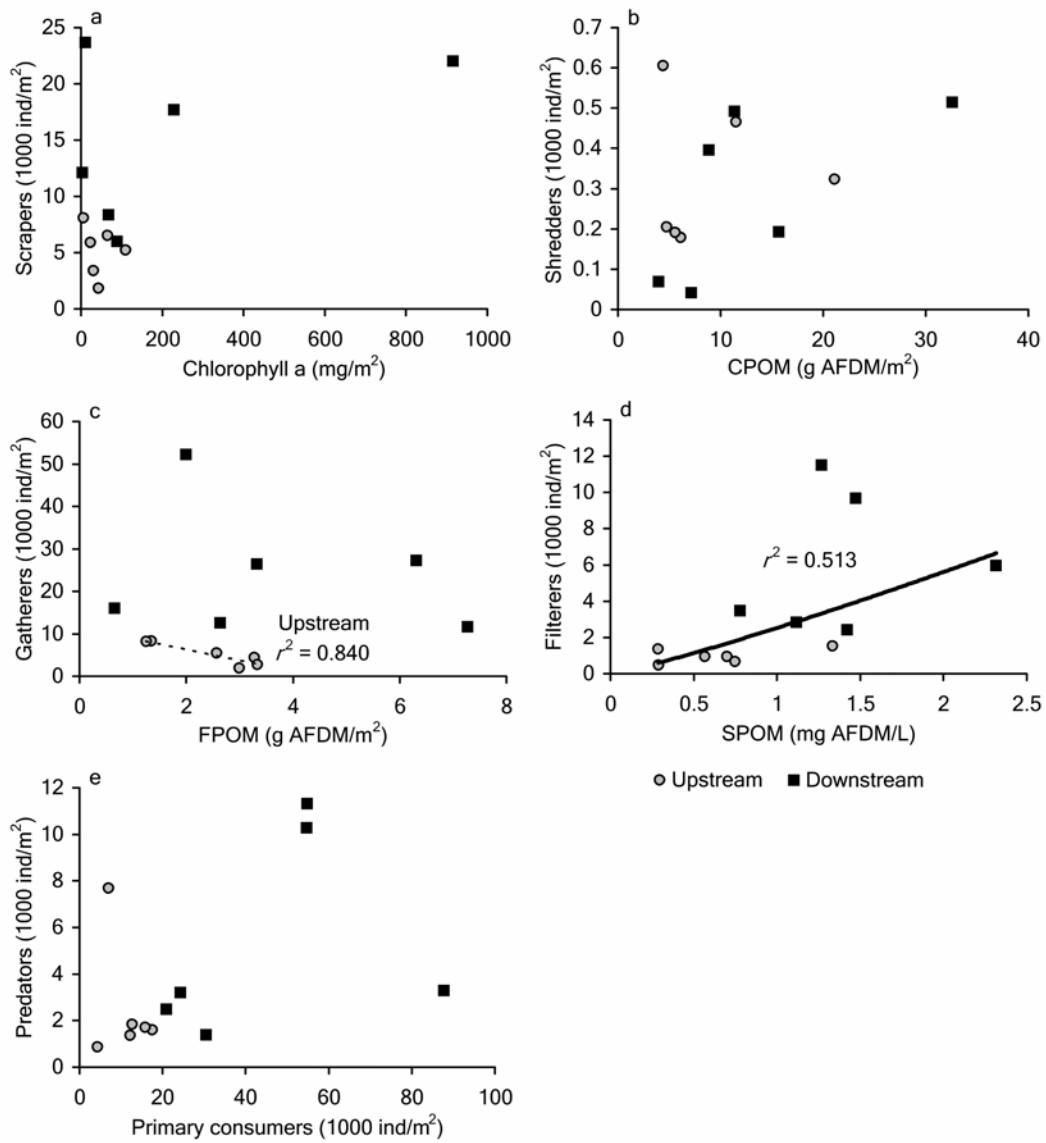 a
Scrapers (1000 ind/m²)
25
20
15
10
5
0
0 200 400 600 800 1000
Chlorophyll a (mg/m²)
b
Shredders (1000 ind/m²)
0.7
0.6
0.5
0.4
0.3
0.2
0.1
0
0 10 20 30 40
CPOM (g AFDM/m²)
c
Gatherers (1000 ind/m²)
60
50
40
30
20
10
0
Upstream
r² = 0.840
0 2 4 6 8
FPOM (g AFDM/m²)
d
Filterers (1000 ind/m²)
14
12
10
8
6
4
2
0
r² = 0.513
0 0.5 1 1.5 2 2.5
SPOM (mg AFDM/L)
Upstream Downstream
e
Predators (1000 ind/m²)
12
10
8
6
4
2
0
0 20 40 60 80 100
Primary consumers (1000 ind/m²)